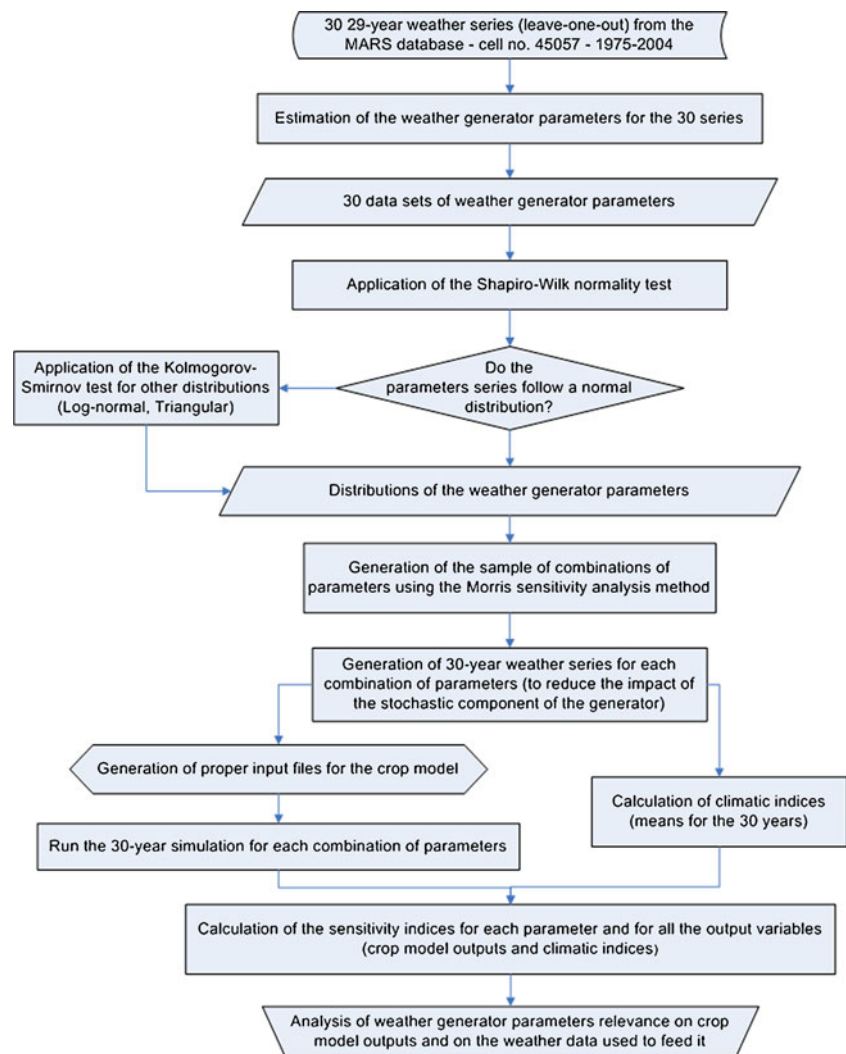 30 29-year weather series (leave-one-out) from the
MARS database - cell no. 45057 - 1975-2004
Estimation of the weather generator parameters for the 30 series
30 data sets of weather generator parameters
Application of the Shapiro-Wilk normality test
Do the
parameters series follow a normal
distribution?
Application of the Kolmogorov-
Smirnov test for other distributions
(Log-normal, Triangular)
Distributions of the weather generator parameters
Generation of the sample of combinations of
parameters using the Morris sensitivity analysis method
Generation of 30-year weather series for each
combination of parameters (to reduce the impact of
the stochastic component of the generator)
Generation of proper input files for the crop model
Run the 30-year simulation for each combination of parameters
Calculation of climatic indices
(means for the 30 years)
Calculation of the sensitivity indices for each parameter and for all the output variables
(crop model outputs and climatic indices)
Analysis of weather generator parameters relevance on crop
model outputs and on the weather data used to feed it